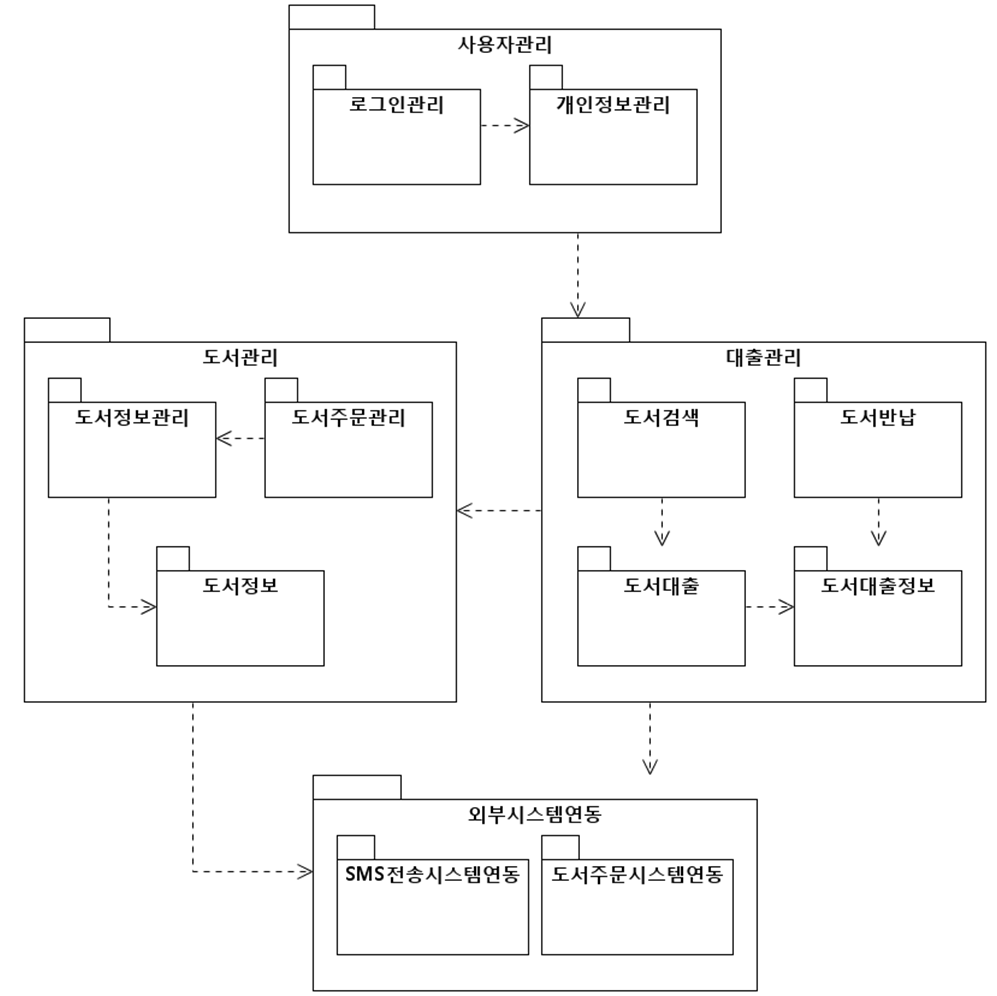 사용자관리
로그인관리
개인정보관리
도서관리
도서정보관리
도서주문관리
도서정보
대출관리
도서검색
도서반납
도서대출
도서대출정보
외부시스템연동
SMS전송시스템연동
도서주문시스템연동